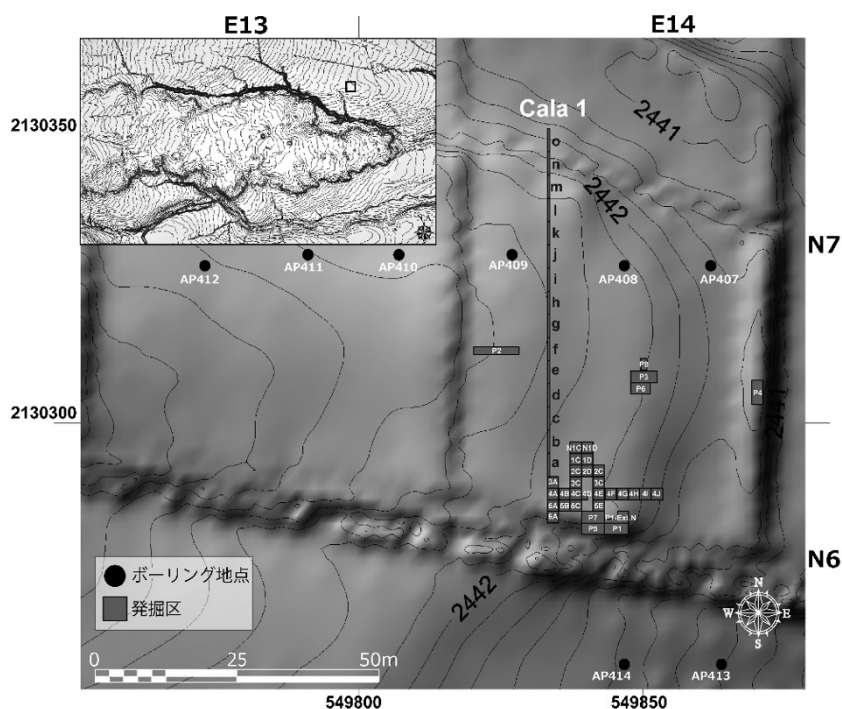 E13 E14
2130350
Cala 1
2441
o
n
m
2442
l
k
N7
j
AP412 AP411 AP410 AP409 AP408 AP407
i
h
g
f
P2
P8
e
P3
P6
P4
d
2130300
c
2441
b
N1C N1D
a
1C 1D
2C 2D 2C
3A 3C 3C
4A 4B 4C 4D 4E 4F 4G 4H 4I 4J
5A 5B 5C 5E
6A P7 P1-Ext.N
P5 P1
N6
ボーリング地点
発掘区
2442
N
W E
S
0 25 50m
AP414 AP413
549800 549850